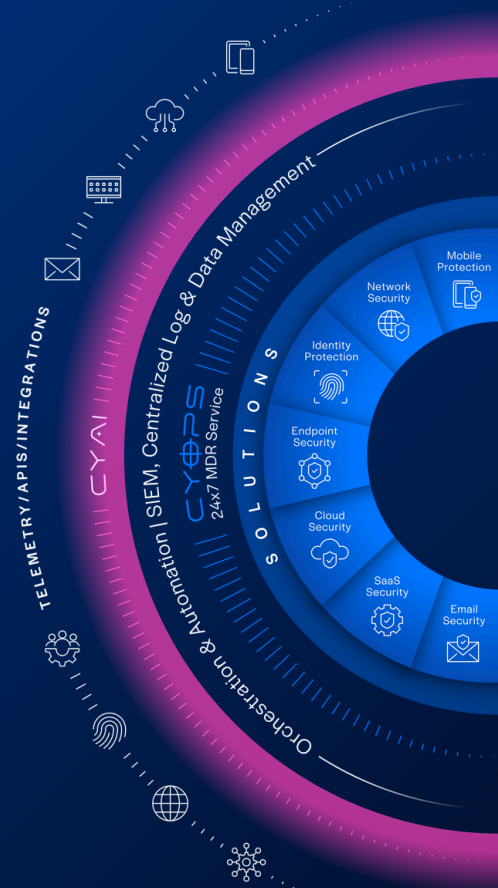 TELEMETRY/APIS/INTEGRATIONS
CYAI
Orchestration & Automation | SIEM, Centralized Log & Data Management
CYOPS
24x7 MDR Service
SOLUTIONS
Mobile
Protection
Network
Security
Identity
Protection
Endpoint
Security
Cloud
Security
SaaS
Security
Email
Security